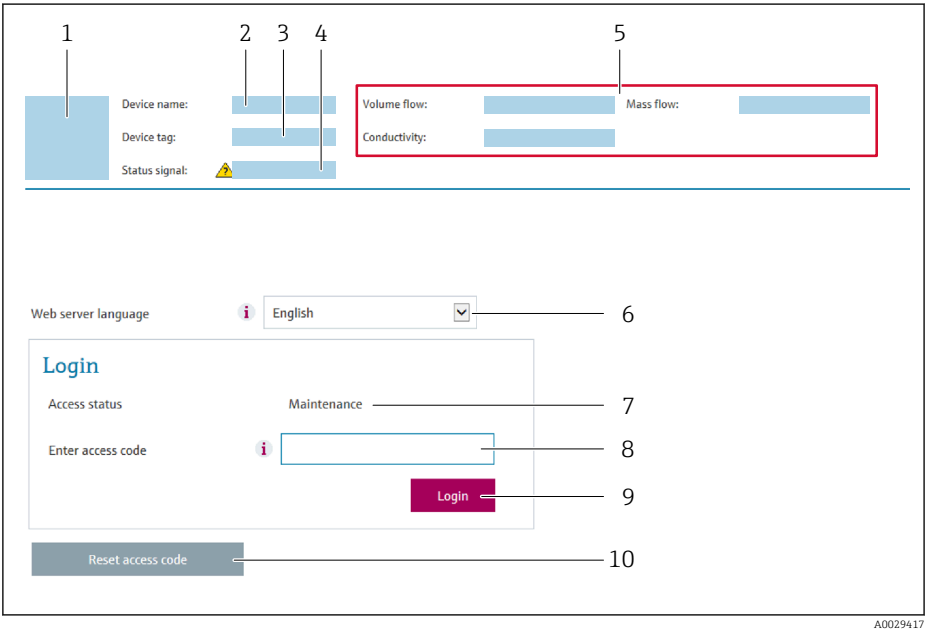 1 2 3 4 5
Device name: Volume flow: Mass flow:
Device tag: Conductivity:
Status signal: ?
Web server language i English 6
Login
Access status Maintenance 7
Enter access code i 8
Login 9
Reset access code 10
A0029417